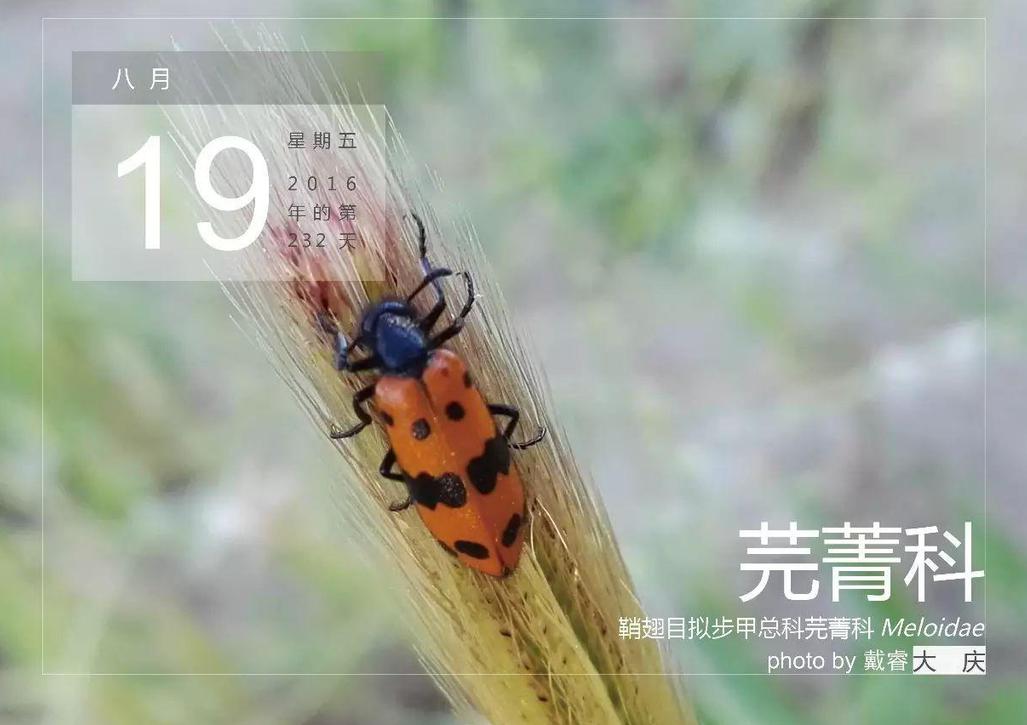 八月
19
星期五
2016
年的第
232 天
芫菁科
鞘翅目拟步甲总科芫菁科 Meloidae
photo by 戴睿 大 庆